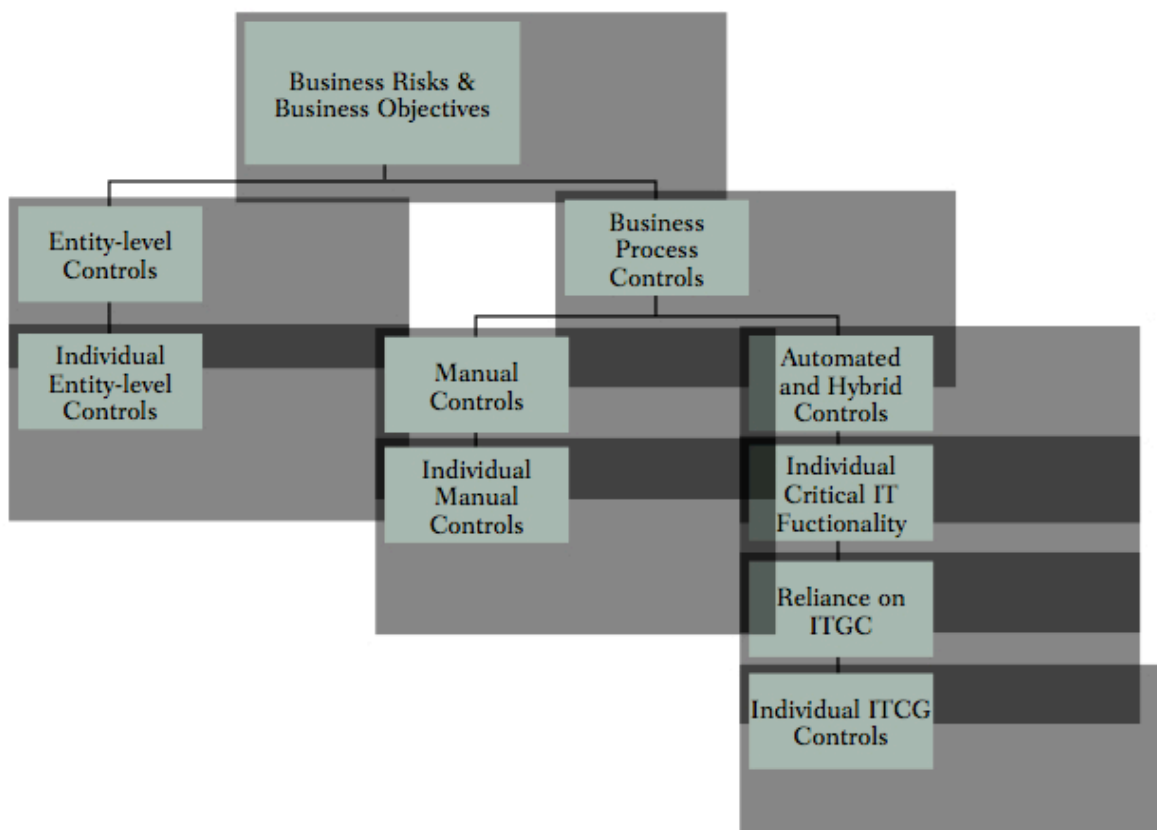 Business Risks &
Business Objectives
Entity-level
Controls
Business
Process
Controls
Individual
Entity-level
Controls
Manual
Controls
Automated
and Hybrid
Controls
Individual
Manual
Controls
Individual
Critical IT
Fuctionality
Reliance on
ITGC
Individual ITCG
Controls